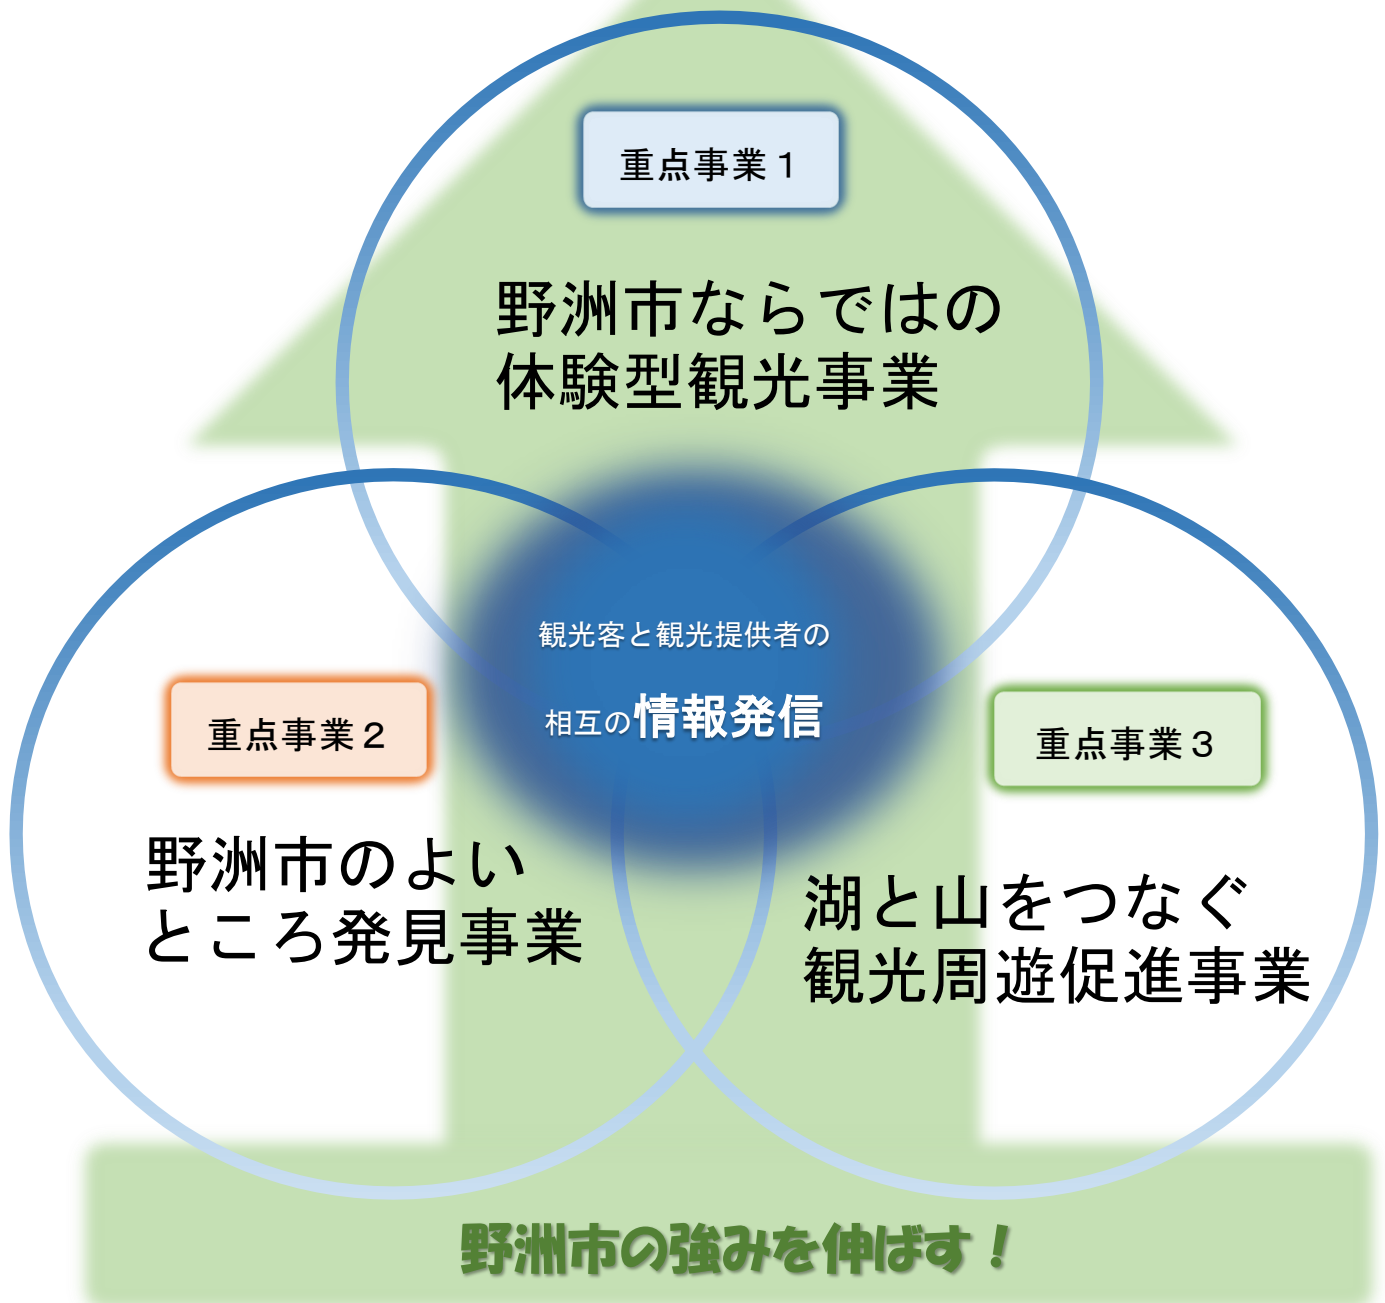 重点事業１
野洲市ならではの
体験型観光事業
観光客と観光提供者の
相互の情報発信
重点事業２
野洲市のよい
ところ発見事業
重点事業３
湖と山をつなぐ
観光周遊促進事業
野洲市の強みを伸ばす！